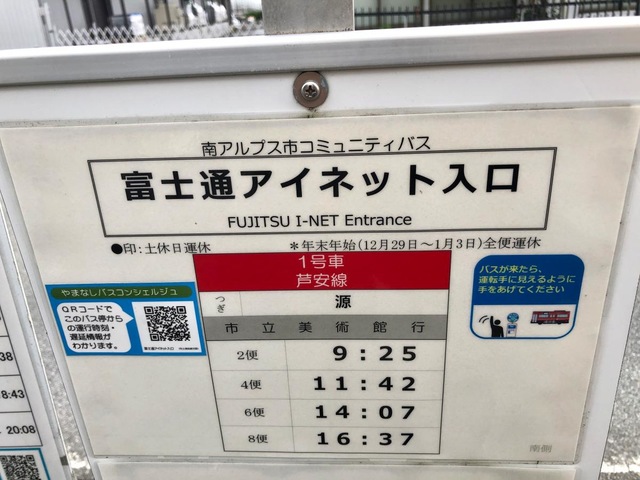 南アルプス市コミュニティバス
富士通アイネット入口
FUJITSU I-NET Entrance
●印:土休日運休 *年末年始(12月29日～1月3日)全便運休
1号車
芦安線
つぎ 源
市立美術館行
2便 9:25
4便 11:42
6便 14:07
8便 16:37
やまなしバスコンシェルジュ
QRコードで
このバス停から
の運行時刻・
遅延情報が
わかります。
バスが来たら、
運転手に見えるように
手をあげてください
南側
38
8:43
20:08